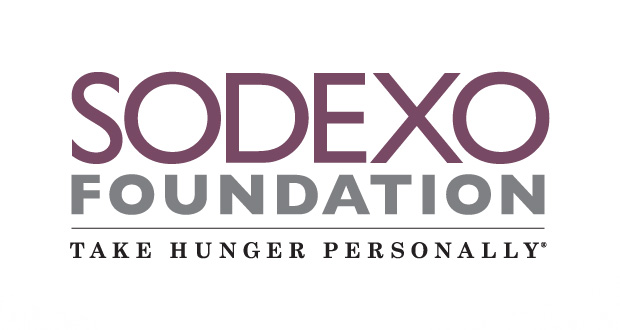 SODEXO
FOUNDATION
TAKE HUNGER PERSONALLY®